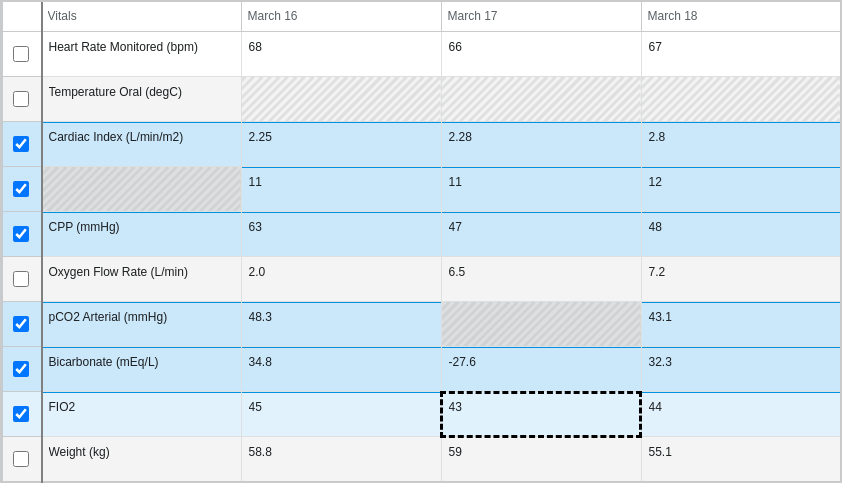 Vitals March 16 March 17 March 18
Heart Rate Monitored (bpm) 68 66 67
Temperature Oral (degC)
Cardiac Index (L/min/m2) 2.25 2.28 2.8
11 11 12
CPP (mmHg) 63 47 48
Oxygen Flow Rate (L/min) 2.0 6.5 7.2
pCO2 Arterial (mmHg) 48.3 43.1
Bicarbonate (mEq/L) 34.8 -27.6 32.3
FIO2 45 43 44
Weight (kg) 58.8 59 55.1